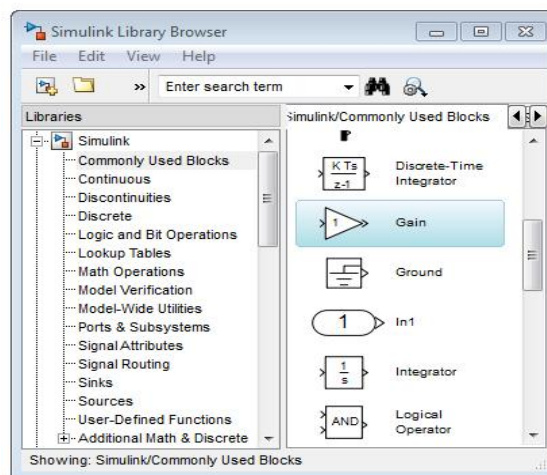 Simulink Library Browser
File Edit View Help
» Enter search term
Libraries
Simulink
Commonly Used Blocks
Continuous
Discontinuities
Discrete
Logic and Bit Operations
Lookup Tables
Math Operations
Model Verification
Model-Wide Utilities
Ports & Subsystems
Signal Attributes
Signal Routing
Sinks
Sources
User-Defined Functions
Additional Math & Discrete
Simulink/Commonly Used Blocks
K Ts
z-1
Discrete-Time
Integrator
1
Gain
Ground
1
In1
1
s
Integrator
AND
Logical
Operator
Showing: Simulink/Commonly Used Blocks